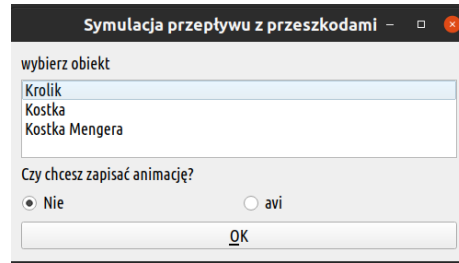 Symulacja przepływu z przeszkodami
wybierz obiekt
Krolik
Kostka
Kostka Mengera
Czy chcesz zapisać animację?
Nie avi
OK